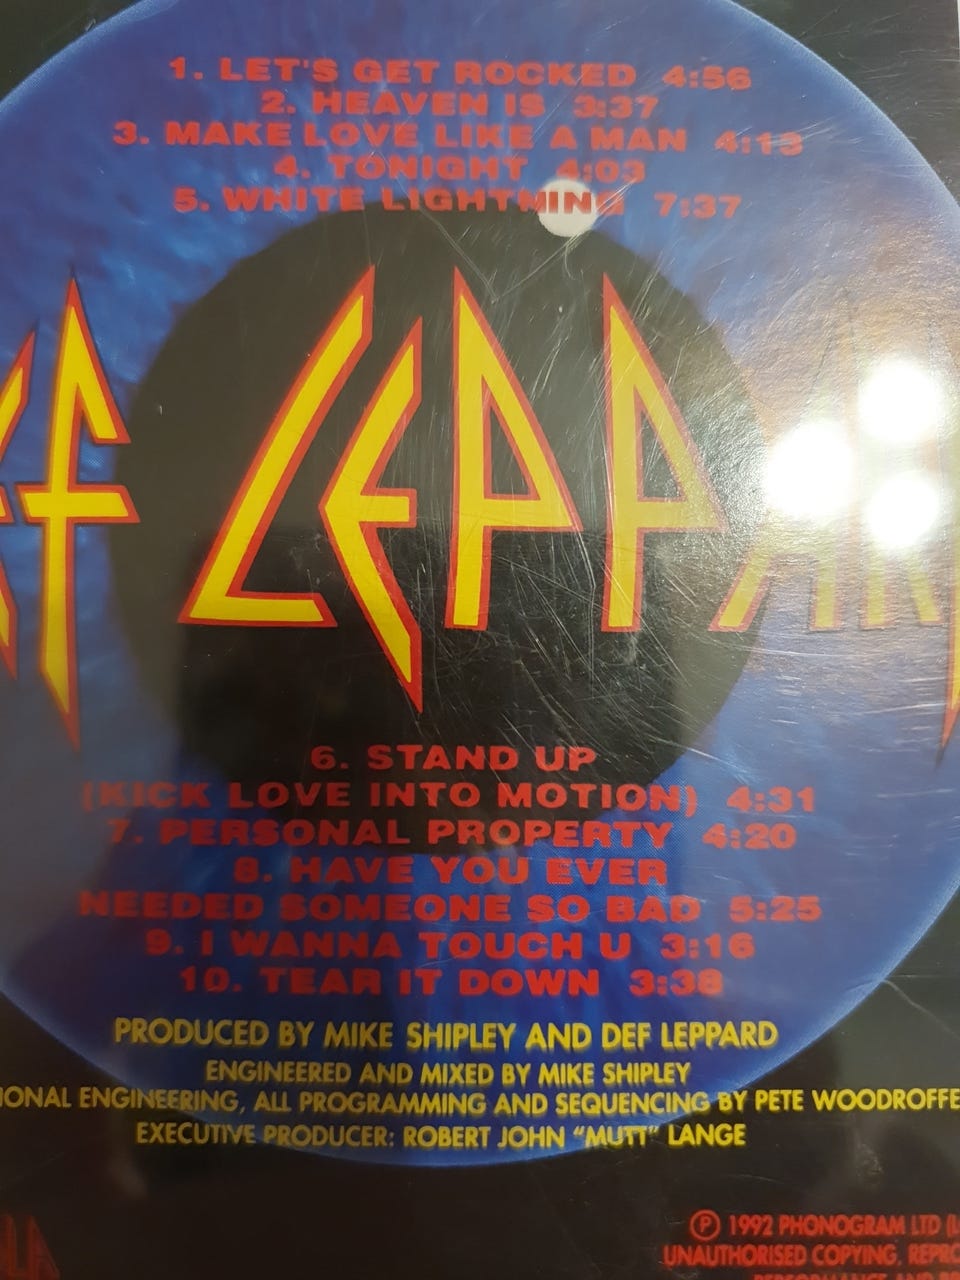 1. LET'S GET ROCKED 4:56
2. HEAVEN IS 3:37
3. MAKE LOVE LIKE A MAN 4:13
4. TONIGHT 4:03
5. WHITE LIGHTNING 7:37
EF LEPPAR
6. STAND UP
(KICK LOVE INTO MOTION) 4:31
7. PERSONAL PROPERTY 4:20
8. HAVE YOU EVER
NEEDED SOMEONE SO BAD 5:25
9. I WANNA TOUCH U 3:16
10. TEAR IT DOWN 3:38
PRODUCED BY MIKE SHIPLEY AND DEF LEPPARD
ENGINEERED AND MIXED BY MIKE SHIPLEY
IONAL ENGINEERING, ALL PROGRAMMING AND SEQUENCING BY PETE WOODROFFE
EXECUTIVE PRODUCER: ROBERT JOHN "MUTT" LANGE
℗ 1992 PHONOGRAM LTD (L
UNAUTHORISED COPYING, REPRO